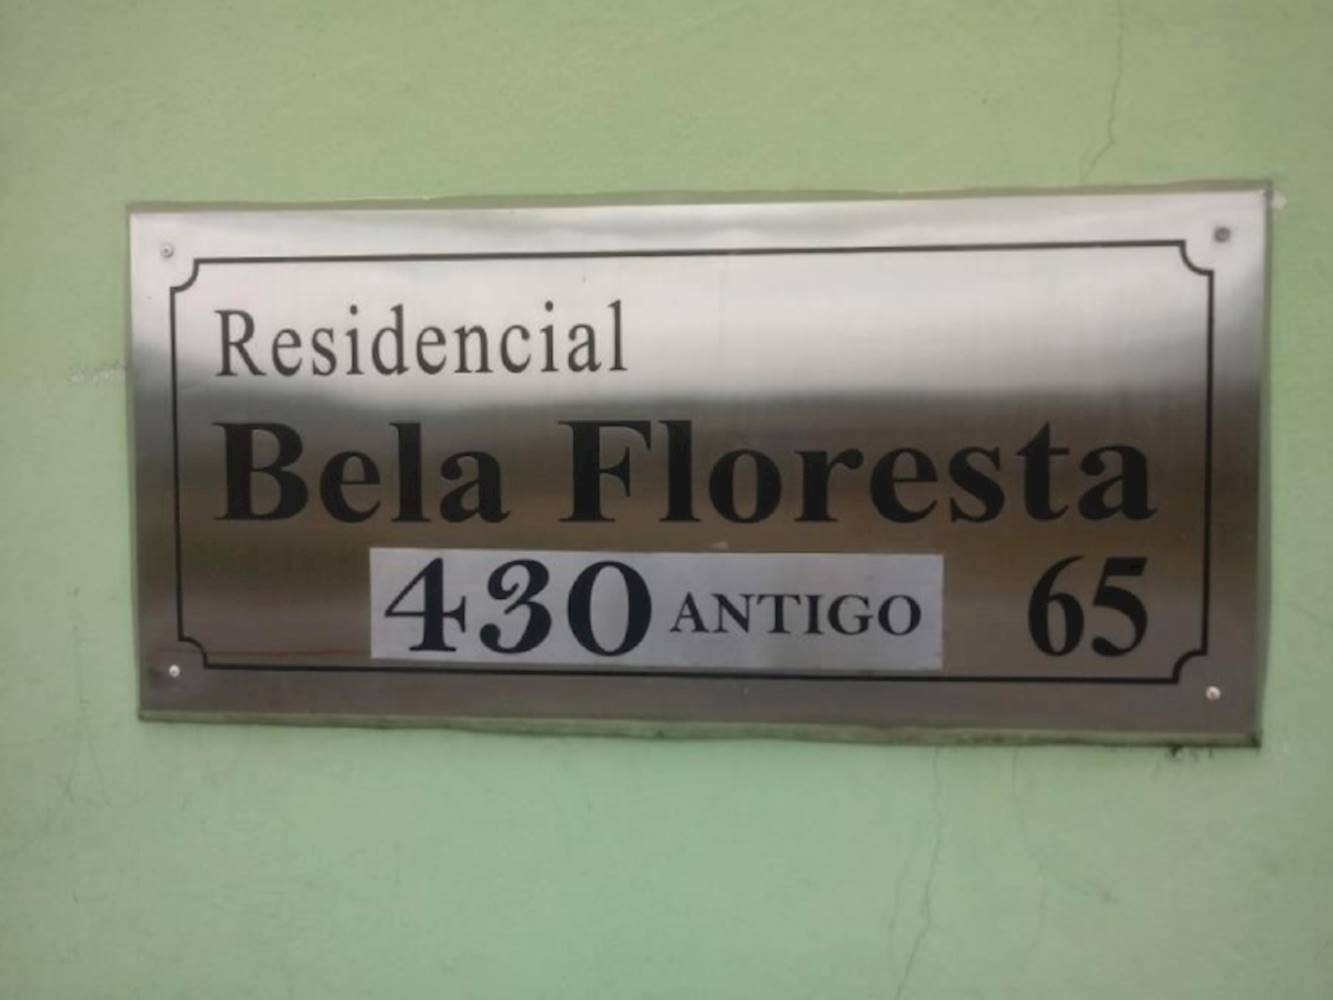 Residencial
Bela Floresta
430 ANTIGO 65